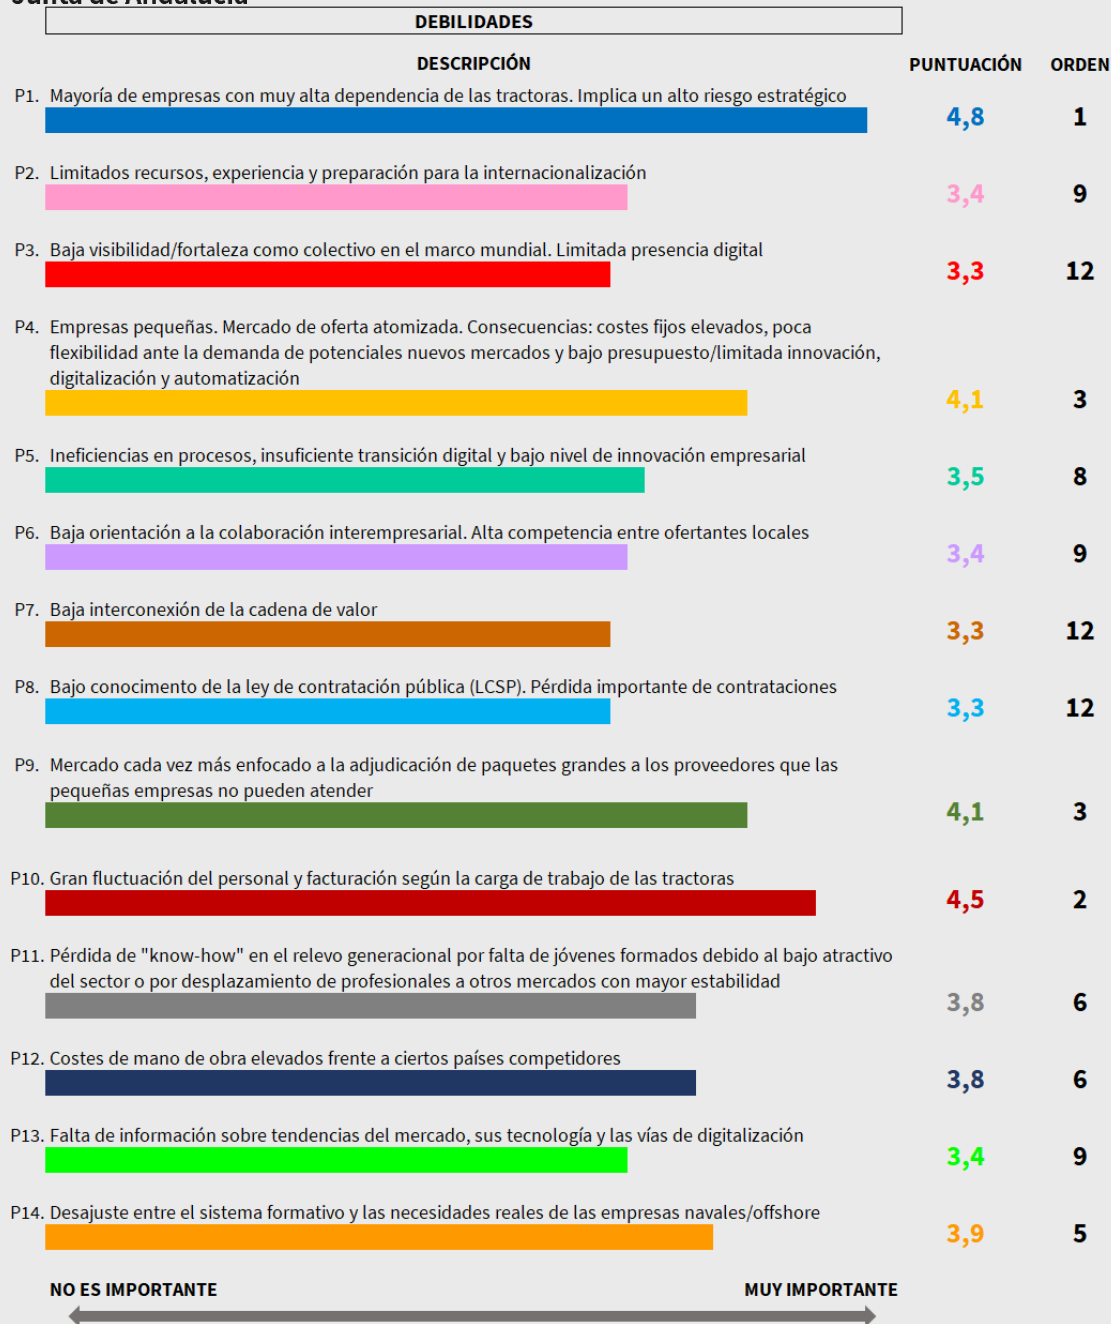 Junta de Andalucía
DEBILIDADES
DESCRIPCIÓN PUNTUACIÓN ORDEN
P1. Mayoría de empresas con muy alta dependencia de las tractoras. Implica un alto riesgo estratégico
4,8 1
P2. Limitados recursos, experiencia y preparación para la internacionalización
3,4 9
P3. Baja visibilidad/fortaleza como colectivo en el marco mundial. Limitada presencia digital
3,3 12
P4. Empresas pequeñas. Mercado de oferta atomizada. Consecuencias: costes fijos elevados, poca
flexibilidad ante la demanda de potenciales nuevos mercados y bajo presupuesto/limitada innovación,
digitalización y automatización
4,1 3
P5. Ineficiencias en procesos, insuficiente transición digital y bajo nivel de innovación empresarial
3,5 8
P6. Baja orientación a la colaboración interempresarial. Alta competencia entre ofertantes locales
3,4 9
P7. Baja interconexión de la cadena de valor
3,3 12
P8. Bajo conocimiento de la ley de contratación pública (LCSP). Pérdida importante de contrataciones
3,3 12
P9. Mercado cada vez más enfocado a la adjudicación de paquetes grandes a los proveedores que las
pequeñas empresas no pueden atender
4,1 3
P10. Gran fluctuación del personal y facturación según la carga de trabajo de las tractoras
4,5 2
P11. Pérdida de "know-how" en el relevo generacional por falta de jóvenes formados debido al bajo atractivo
del sector o por desplazamiento de profesionales a otros mercados con mayor estabilidad
3,8 6
P12. Costes de mano de obra elevados frente a ciertos países competidores
3,8 6
P13. Falta de información sobre tendencias del mercado, sus tecnología y las vías de digitalización
3,4 9
P14. Desajuste entre el sistema formativo y las necesidades reales de las empresas navales/offshore
3,9 5
NO ES IMPORTANTE MUY IMPORTANTE